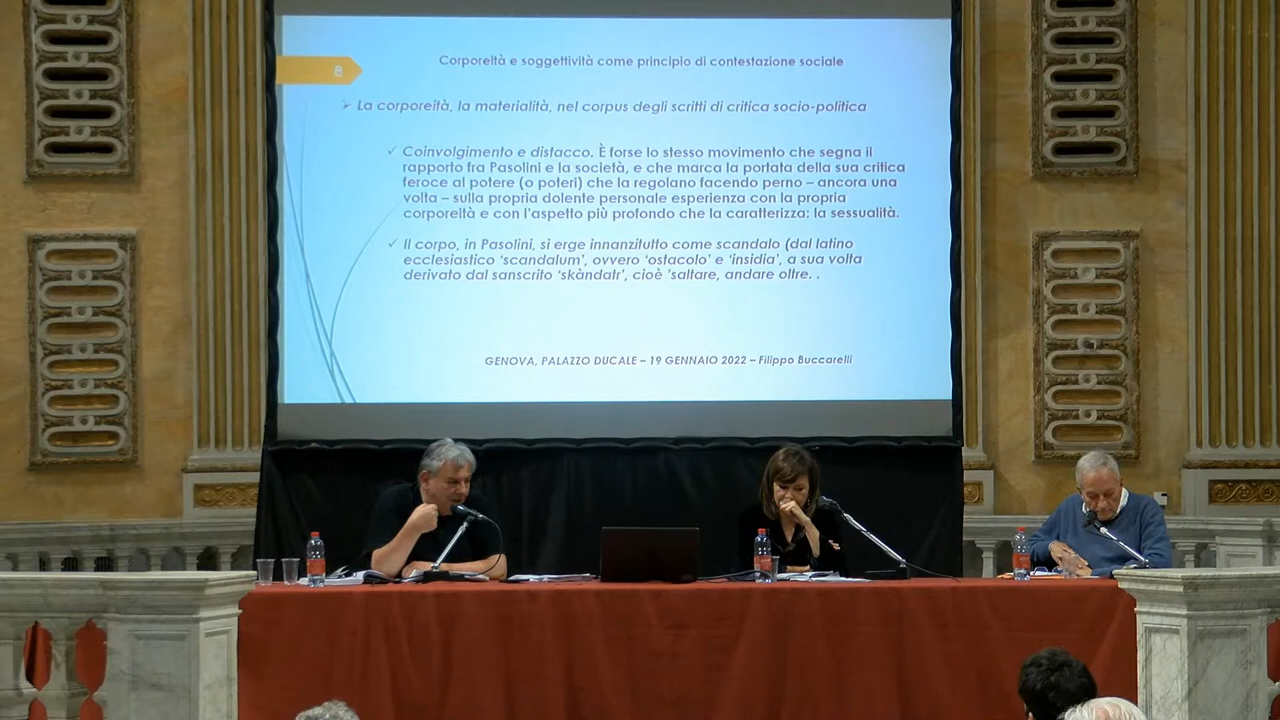 8
Corporeità e soggettività come principio di contestazione sociale
La corporeità, la materialità, nel corpus degli scritti di critica socio-politica
Coinvolgimento e distacco. È forse lo stesso movimento che segna il
rapporto fra Pasolini e la società, e che marca la portata della sua critica
feroce al potere (o poteri) che la regolano facendo perno – ancora una
volta – sulla propria dolente personale esperienza con la propria
corporeità e con l'aspetto più profondo che la caratterizza: la sessualità.
Il corpo, in Pasolini, si erge innanzitutto come scandalo (dal latino
ecclesiastico 'scandalum', ovvero 'ostacolo' e 'insidia', a sua volta
derivato dal sanscrito 'skàndatr', cioè 'saltare, andare oltre. .
GENOVA, PALAZZO DUCALE – 19 GENNAIO 2022 – Filippo Buccarelli